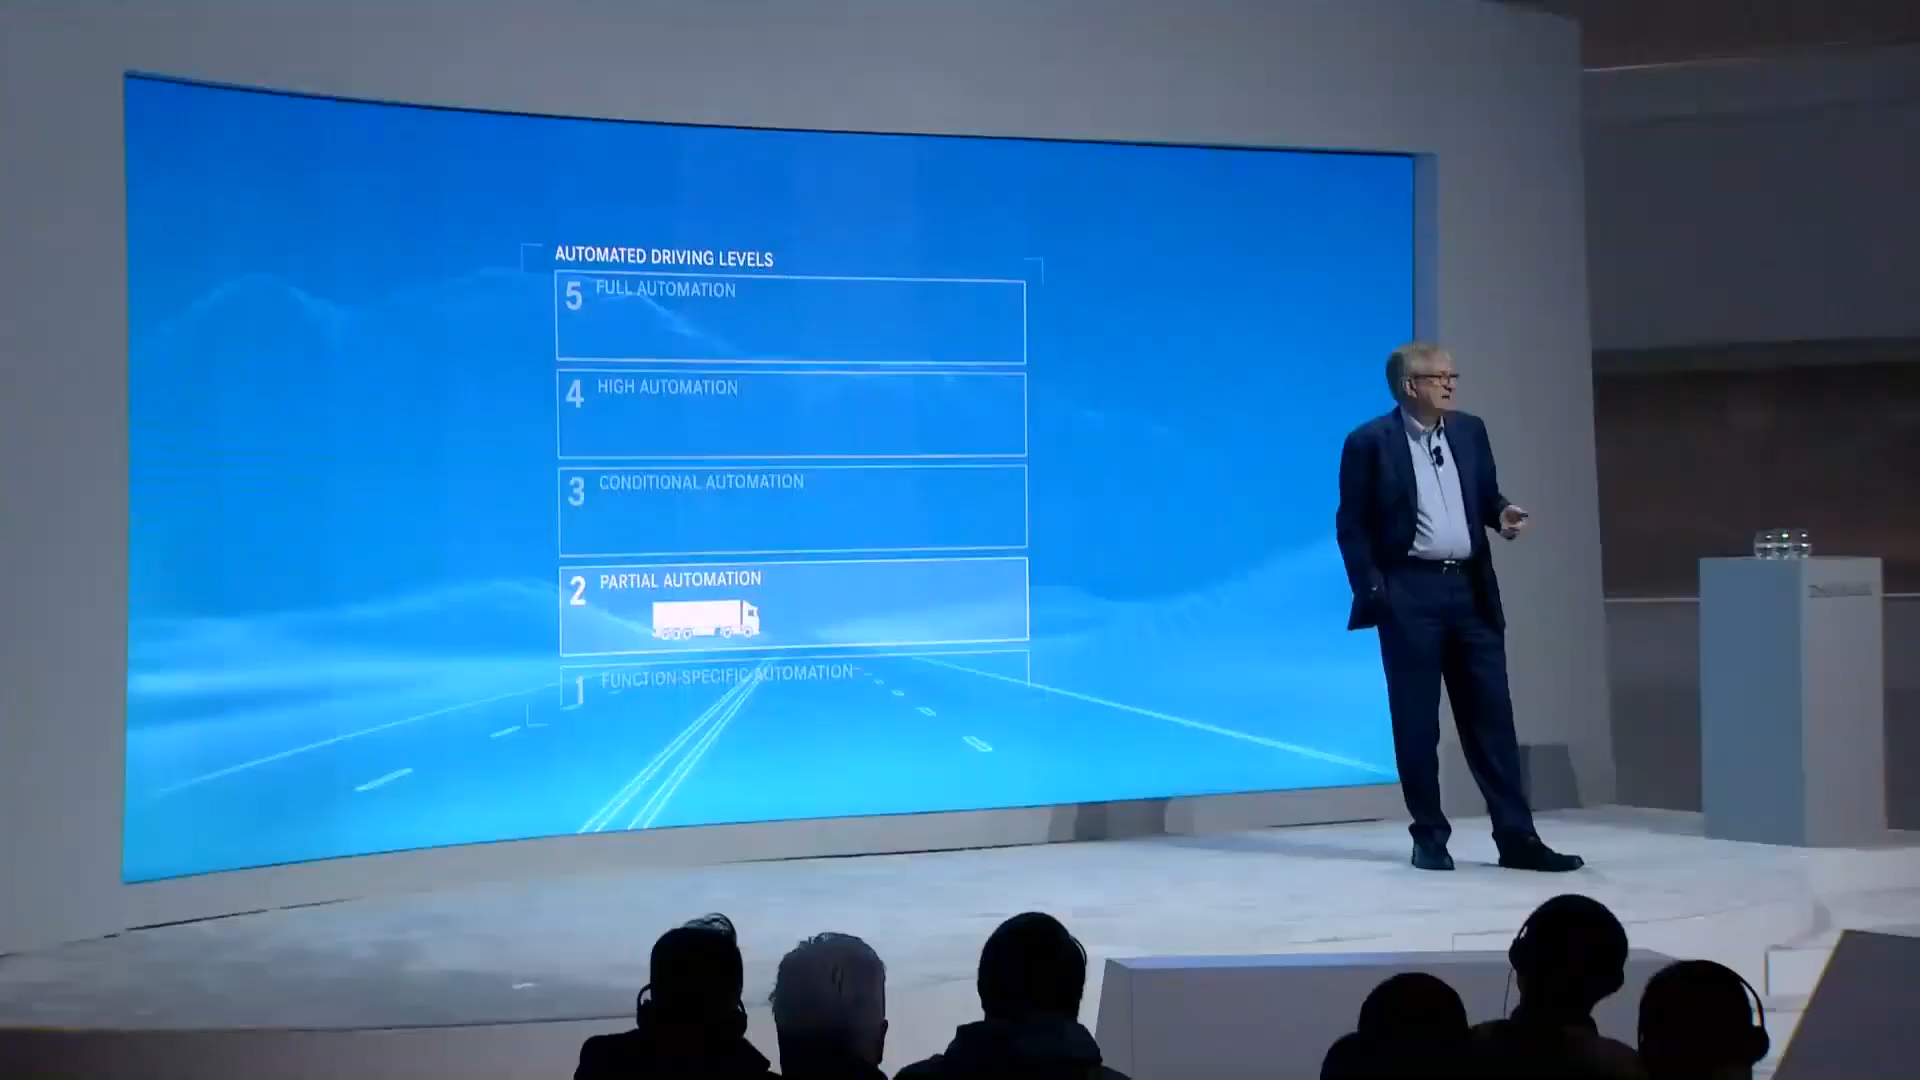 AUTOMATED DRIVING LEVELS
5 FULL AUTOMATION
4 HIGH AUTOMATION
3 CONDITIONAL AUTOMATION
2 PARTIAL AUTOMATION
1 FUNCTION-SPECIFIC AUTOMATION